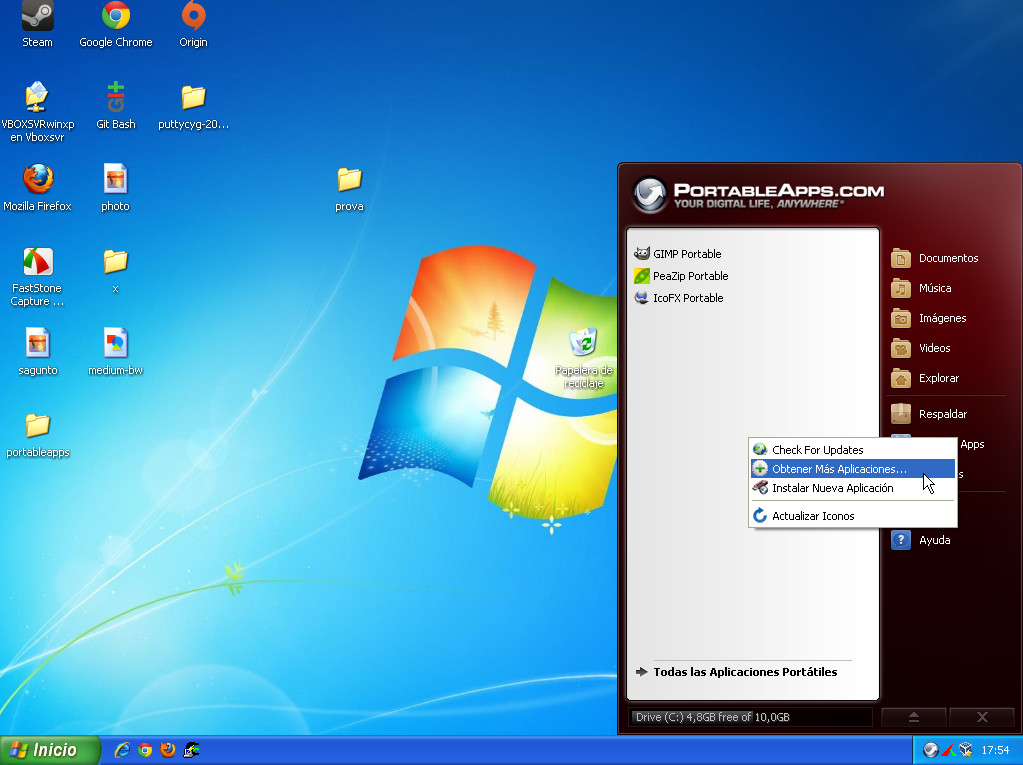 Steam
Google Chrome
Origin
VBOXSVRwinxp
en Vboxsvr
Git Bash
puttycyg-20...
Mozilla Firefox
photo
prova
FastStone
Capture ...
x
sagunto
medium-bw
Papelera de
reciclaje
portableapps
PORTABLEAPPS.COM
YOUR DIGITAL LIFE, ANYWHERE®
GIMP Portable
PeaZip Portable
IcoFX Portable
Documentos
Música
Imágenes
Videos
Explorar
Respaldar
Apps
s
Check For Updates
Obtener Más Aplicaciones...
Instalar Nueva Aplicación
Actualizar Iconos
Ayuda
Todas las Aplicaciones Portátiles
Drive (C:) 4,8GB free of 10,0GB
Inicio
17:54